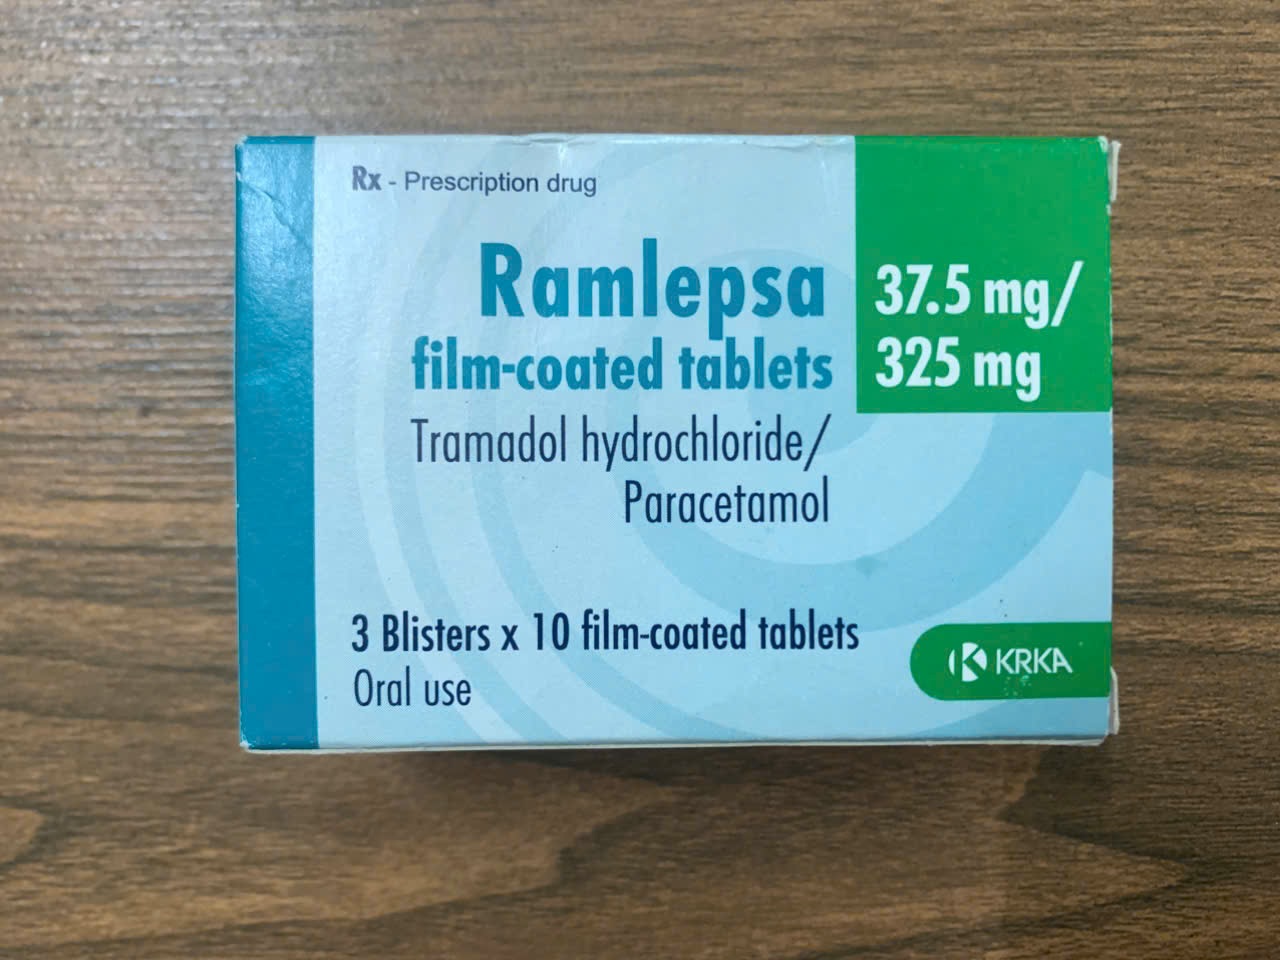 Rx - Prescription drug
Ramlepsa
film-coated tablets
37.5 mg/
325 mg
Tramadol hydrochloride/
Paracetamol
3 Blisters x 10 film-coated tablets
Oral use
KRKA